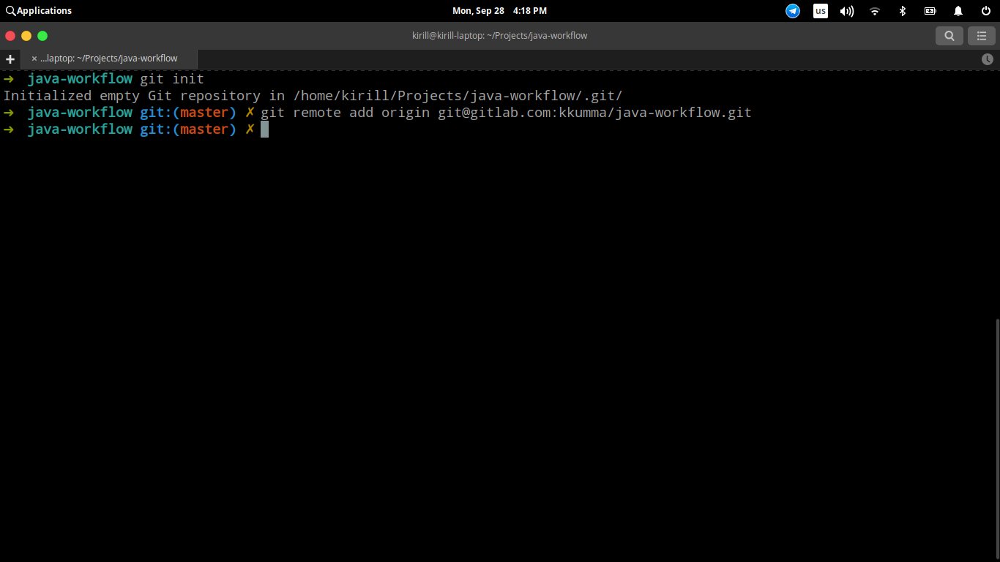 Applications
Mon, Sep 28 4:18 PM
us
kirill@kirill-laptop: ~/Projects/java-workflow
...laptop: ~/Projects/java-workflow
➜ java-workflow git init
Initialized empty Git repository in /home/kirill/Projects/java-workflow/.git/
➜ java-workflow git:(master) ✗ git remote add origin git@gitlab.com:kkumma/java-workflow.git
➜ java-workflow git:(master) ✗